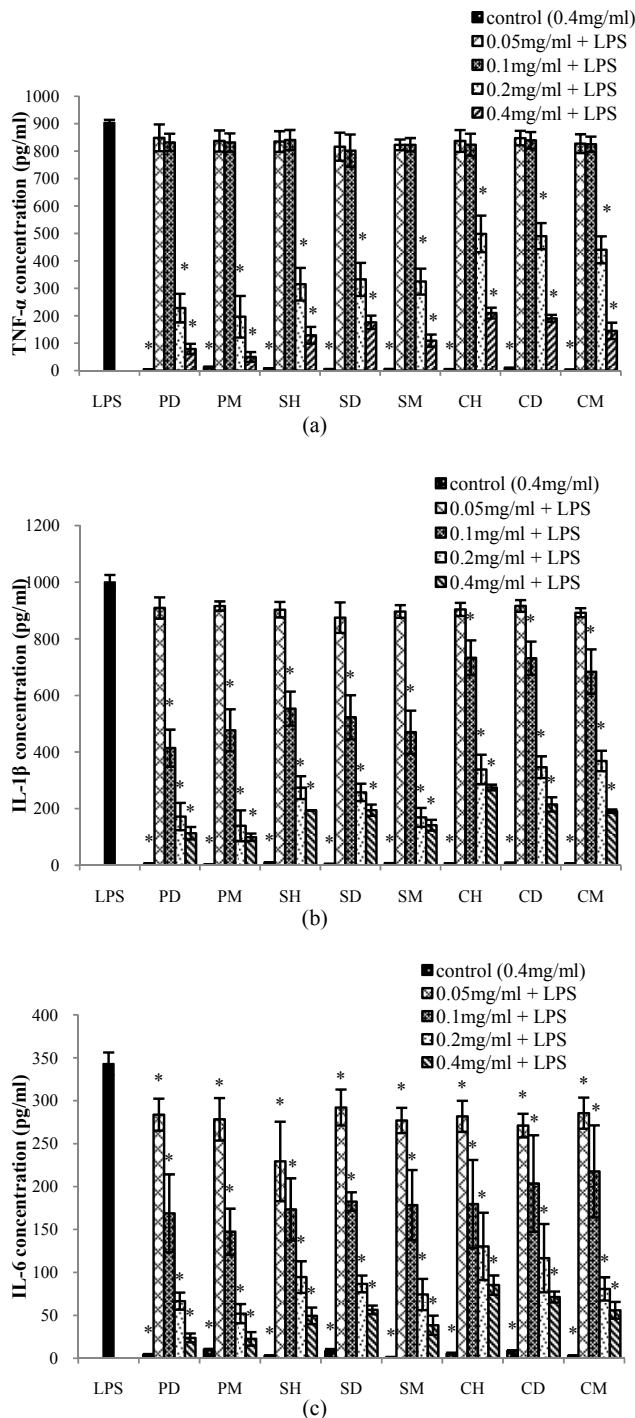 control (0.4mg/ml)
0.05mg/ml + LPS
0.1mg/ml + LPS
0.2mg/ml + LPS
0.4mg/ml + LPS
TNF-α concentration (pg/ml)
1000
900
800
700
600
500
400
300
200
100
0
* * * * * * * * * * * * * * * * * * * * * * * *
LPS PD PM SH SD SM CH CD CM
(a)
control (0.4mg/ml)
0.05mg/ml + LPS
0.1mg/ml + LPS
0.2mg/ml + LPS
0.4mg/ml + LPS
IL-1β concentration (pg/ml)
1200
1000
800
600
400
200
0
* * * * * * * * * * * * * * * * * * * * * * * * * * * * * * * *
LPS PD PM SH SD SM CH CD CM
(b)
control (0.4mg/ml)
0.05mg/ml + LPS
0.1mg/ml + LPS
0.2mg/ml + LPS
0.4mg/ml + LPS
IL-6 concentration (pg/ml)
400
350
300
250
200
150
100
50
0
* * * * * * * * * * * * * * * * * * * * * * * * * * * * * * * * * * * * * * * *
LPS PD PM SH SD SM CH CD CM
(c)